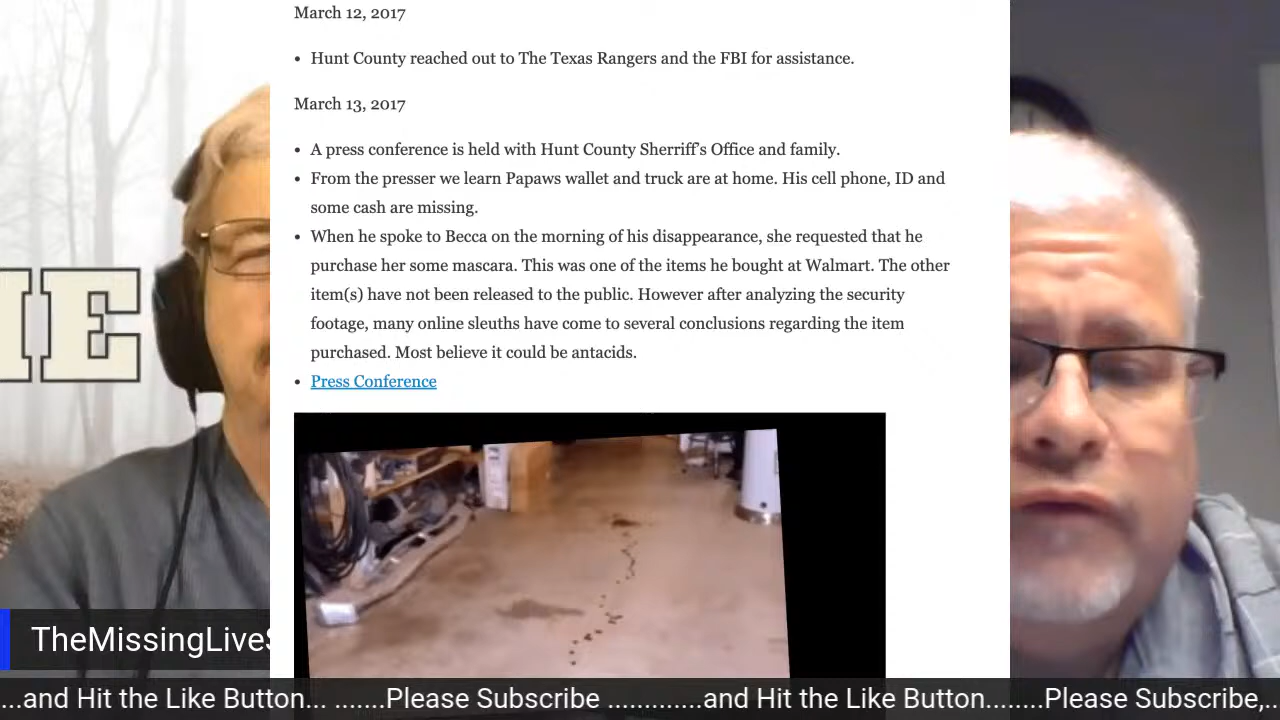 March 12, 2017
• Hunt County reached out to The Texas Rangers and the FBI for assistance.
March 13, 2017
• A press conference is held with Hunt County Sherriff's Office and family.
• From the presser we learn Papaws wallet and truck are at home. His cell phone, ID and
some cash are missing.
• When he spoke to Becca on the morning of his disappearance, she requested that he
purchase her some mascara. This was one of the items he bought at Walmart. The other
item(s) have not been released to the public. However after analyzing the security
footage, many online sleuths have come to several conclusions regarding the item
purchased. Most believe it could be antacids.
• Press Conference
IE
TheMissingLiveS
...and Hit the Like Button... .......Please Subscribe .............and Hit the Like Button........Please Subscribe,..